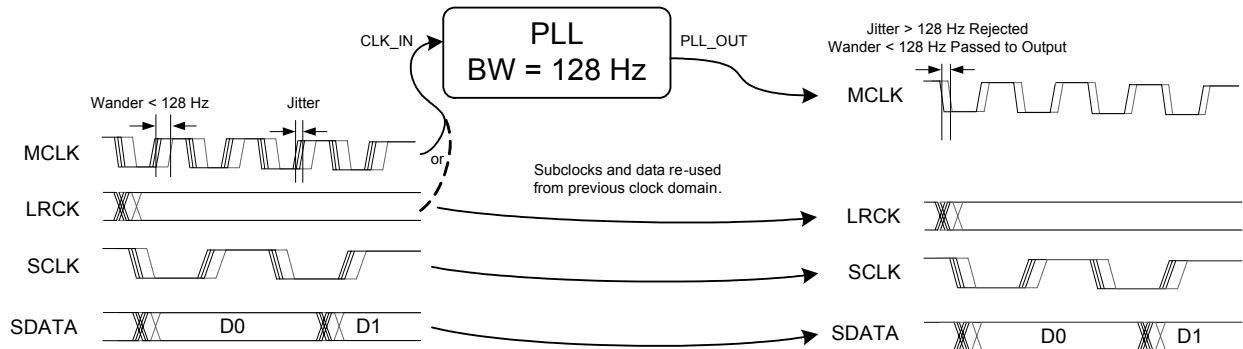 PLL
BW = 128 Hz
CLK_IN
PLL_OUT
Jitter > 128 Hz Rejected
Wander < 128 Hz Passed to Output
MCLK
Wander < 128 Hz
Jitter
MCLK
or
Subclocks and data re-used
from previous clock domain.
LRCK
LRCK
SCLK
SCLK
SDATA
D0
D1
SDATA
D0
D1